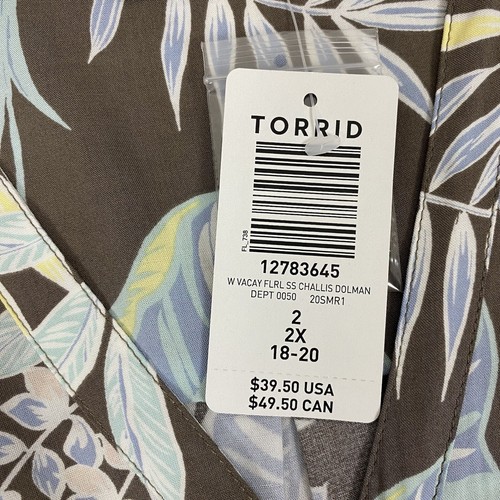 TORRID
FL_738
12783645
W VACAY FLRL SS CHALLIS DOLMAN
DEPT 0050 20SMR1
2
2X
18-20
$39.50 USA
$49.50 CAN